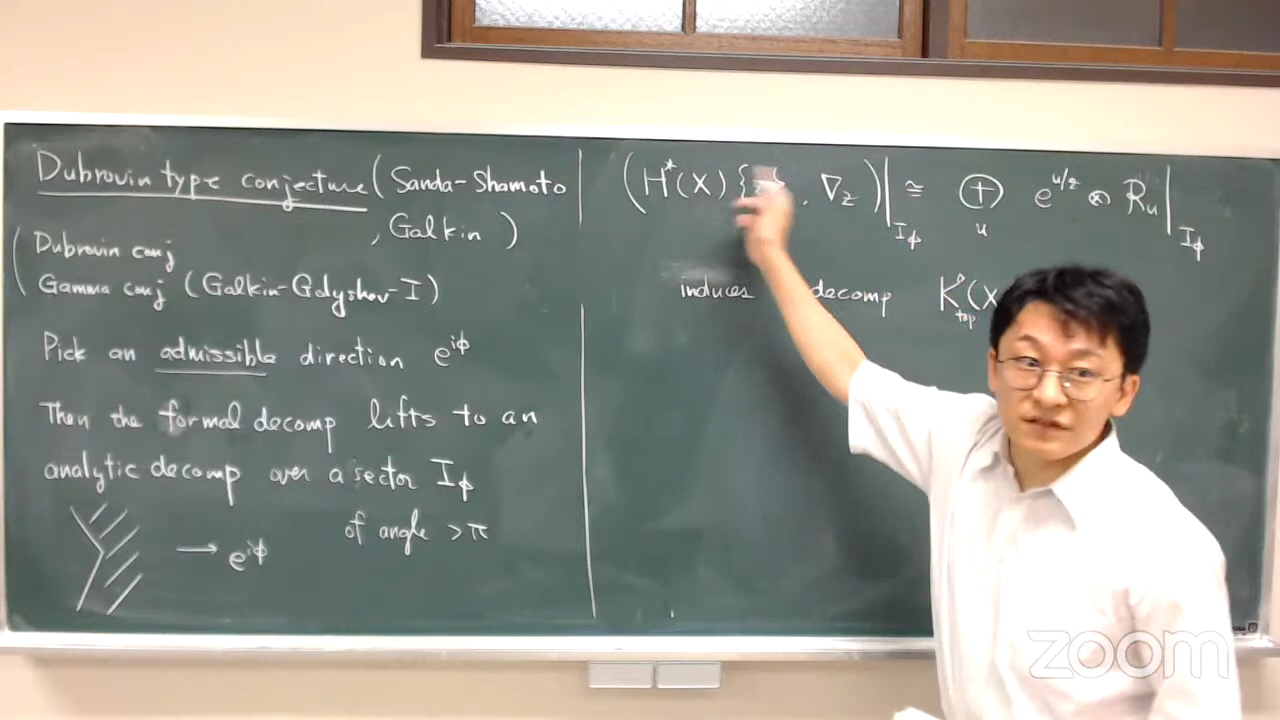 Dubrovin type conjecture (Sanda-Shamoto
, Galkin )
( Dubrovin conj
Gamma conj (Galkin-Golyshev-I)
Pick an admissible direction e^{iφ}
Then the formal decomp lifts to an
analytic decomp over a sector I_φ
of angle > π
→ e^{iφ}
(H^*(X){z}, ∇_z)|_{I_φ} ≅ ⊕_u e^{u/z} ⊗ R_u|_{I_φ}
induces decomp K^0_{top}(X
zoom